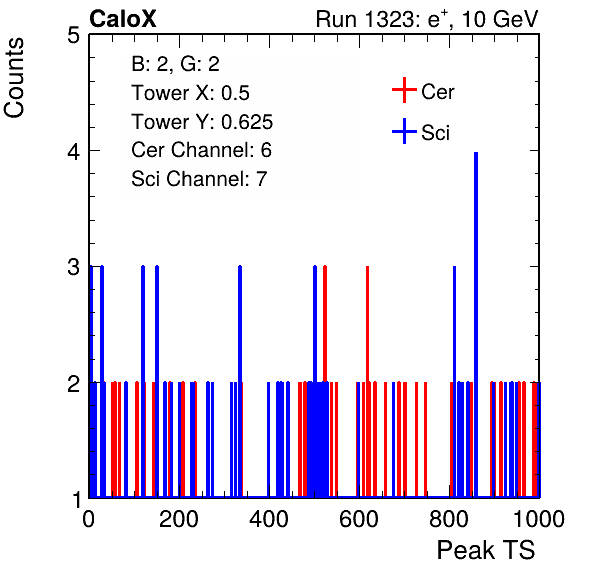 CaloX Run 1323: e⁺, 10 GeV
Counts
B: 2, G: 2
Tower X: 0.5
Tower Y: 0.625
Cer Channel: 6
Sci Channel: 7
Cer
Sci
5
4
3
2
1
0 200 400 600 800 1000
Peak TS